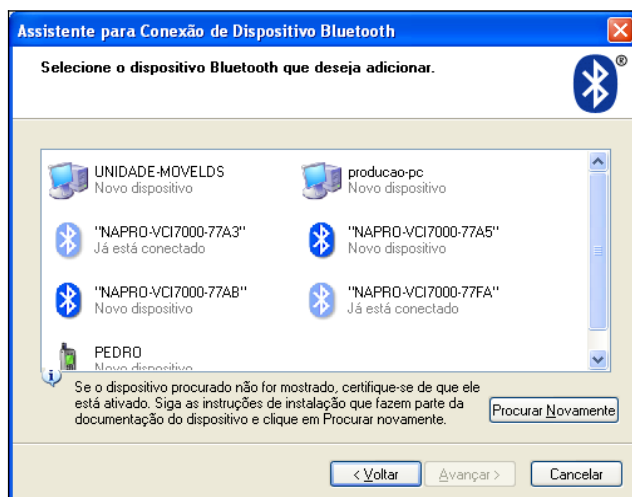 Assistente para Conexão de Dispositivo Bluetooth
Selecione o dispositivo Bluetooth que deseja adicionar.
®
UNIDADE-MOVELDS
Novo dispositivo
producao-pc
Novo dispositivo
"NAPRO-VCI7000-77A3"
Já está conectado
"NAPRO-VCI7000-77A5"
Novo dispositivo
"NAPRO-VCI7000-77AB"
Novo dispositivo
"NAPRO-VCI7000-77FA"
Já está conectado
PEDRO
Novo dispositivo
Se o dispositivo procurado não for mostrado, certifique-se de que ele
está ativado. Siga as instruções de instalação que fazem parte da
documentação do dispositivo e clique em Procurar novamente.
Procurar Novamente
< Voltar
Avançar >
Cancelar